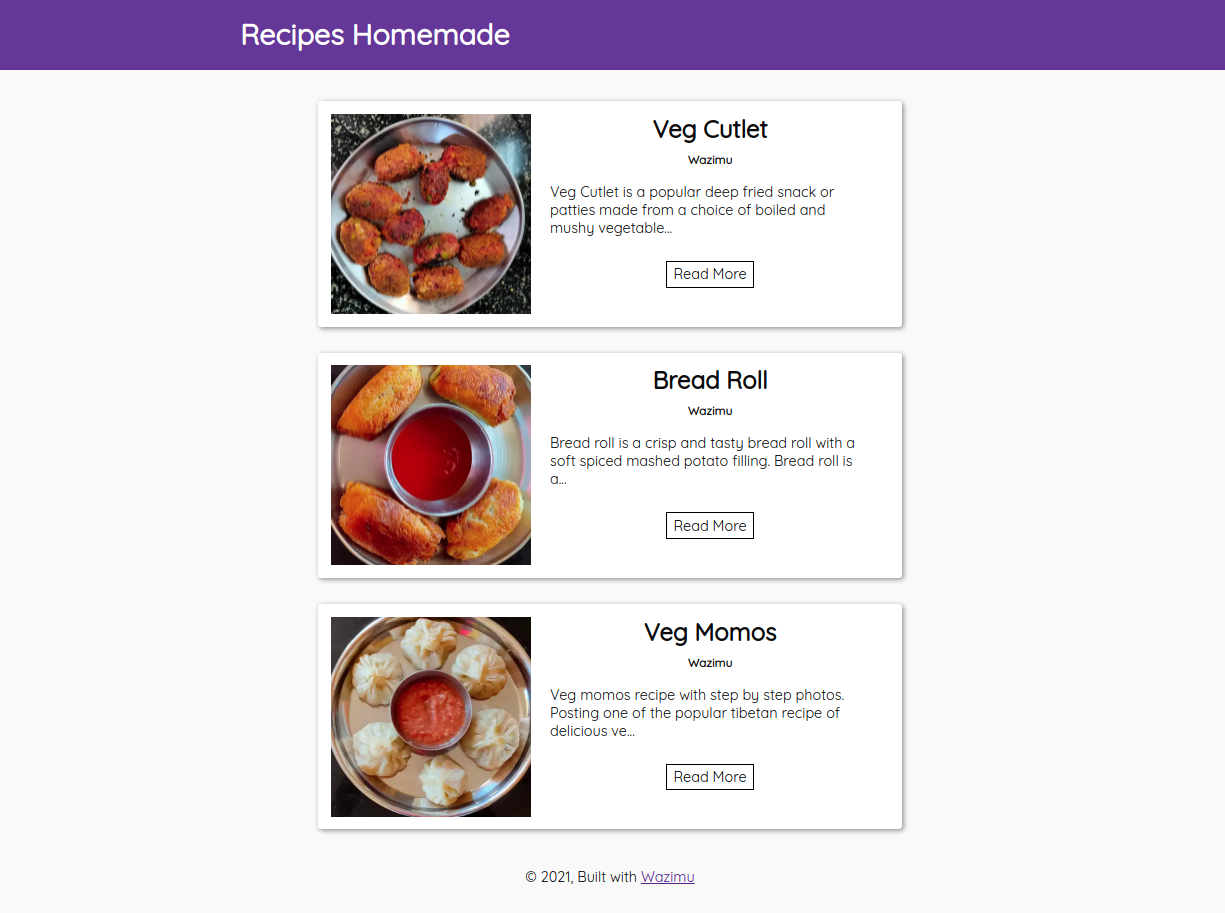 Recipes Homemade
Veg Cutlet
Wazimu
Veg Cutlet is a popular deep fried snack or
patties made from a choice of boiled and
mushy vegetable...
Read More
Bread Roll
Wazimu
Bread roll is a crisp and tasty bread roll with a
soft spiced mashed potato filling. Bread roll is
a...
Read More
Veg Momos
Wazimu
Veg momos recipe with step by step photos.
Posting one of the popular tibetan recipe of
delicious ve...
Read More
© 2021, Built with Wazimu